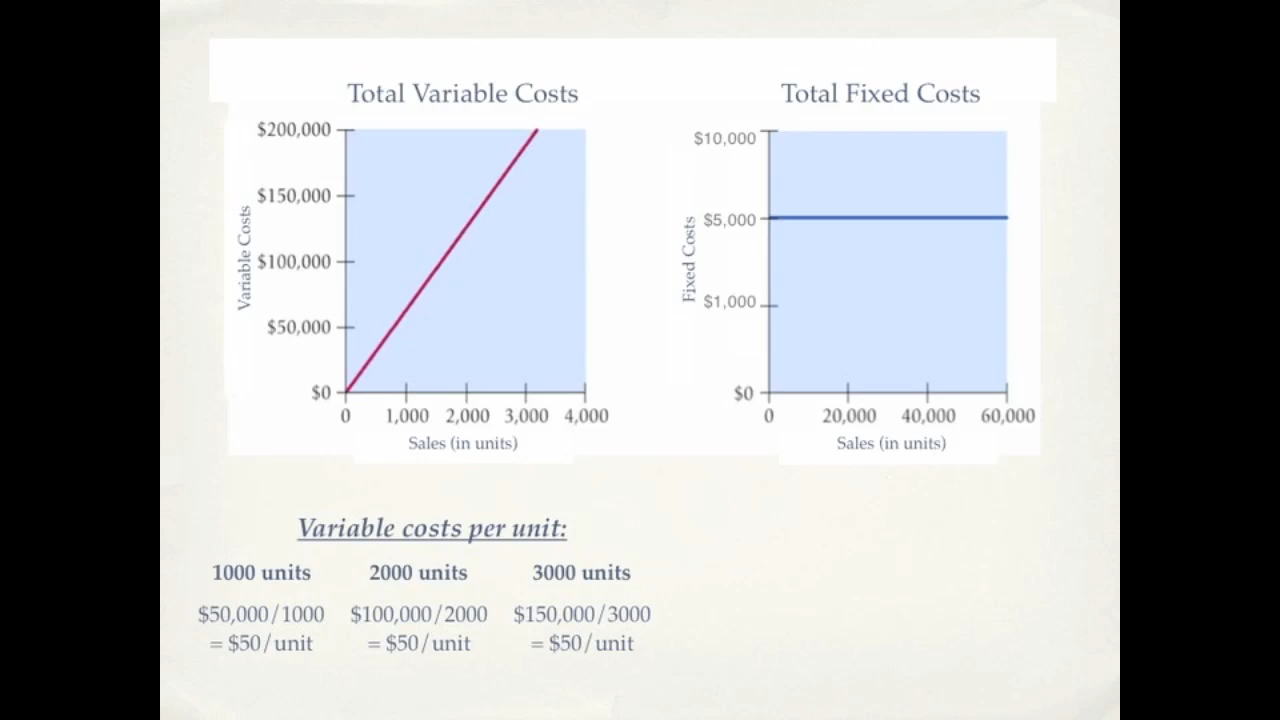 Total Variable Costs
$200,000
$150,000
$100,000
$50,000
$0
Variable Costs
0 1,000 2,000 3,000 4,000
Sales (in units)
Total Fixed Costs
$10,000
$5,000
$1,000
$0
Fixed Costs
0 20,000 40,000 60,000
Sales (in units)
Variable costs per unit:
1000 units 2000 units 3000 units
$50,000/1000 $100,000/2000 $150,000/3000
= $50/unit = $50/unit = $50/unit